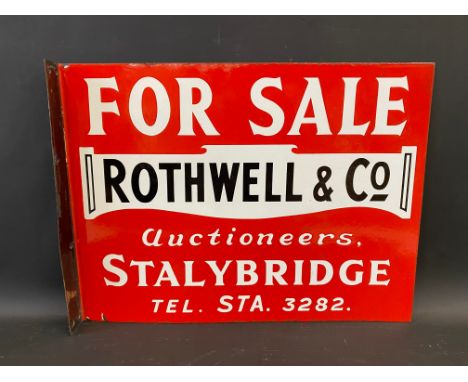 FOR SALE
ROTHWELL & Co
Auctioneers,
STALYBRIDGE
TEL. STA. 3282.